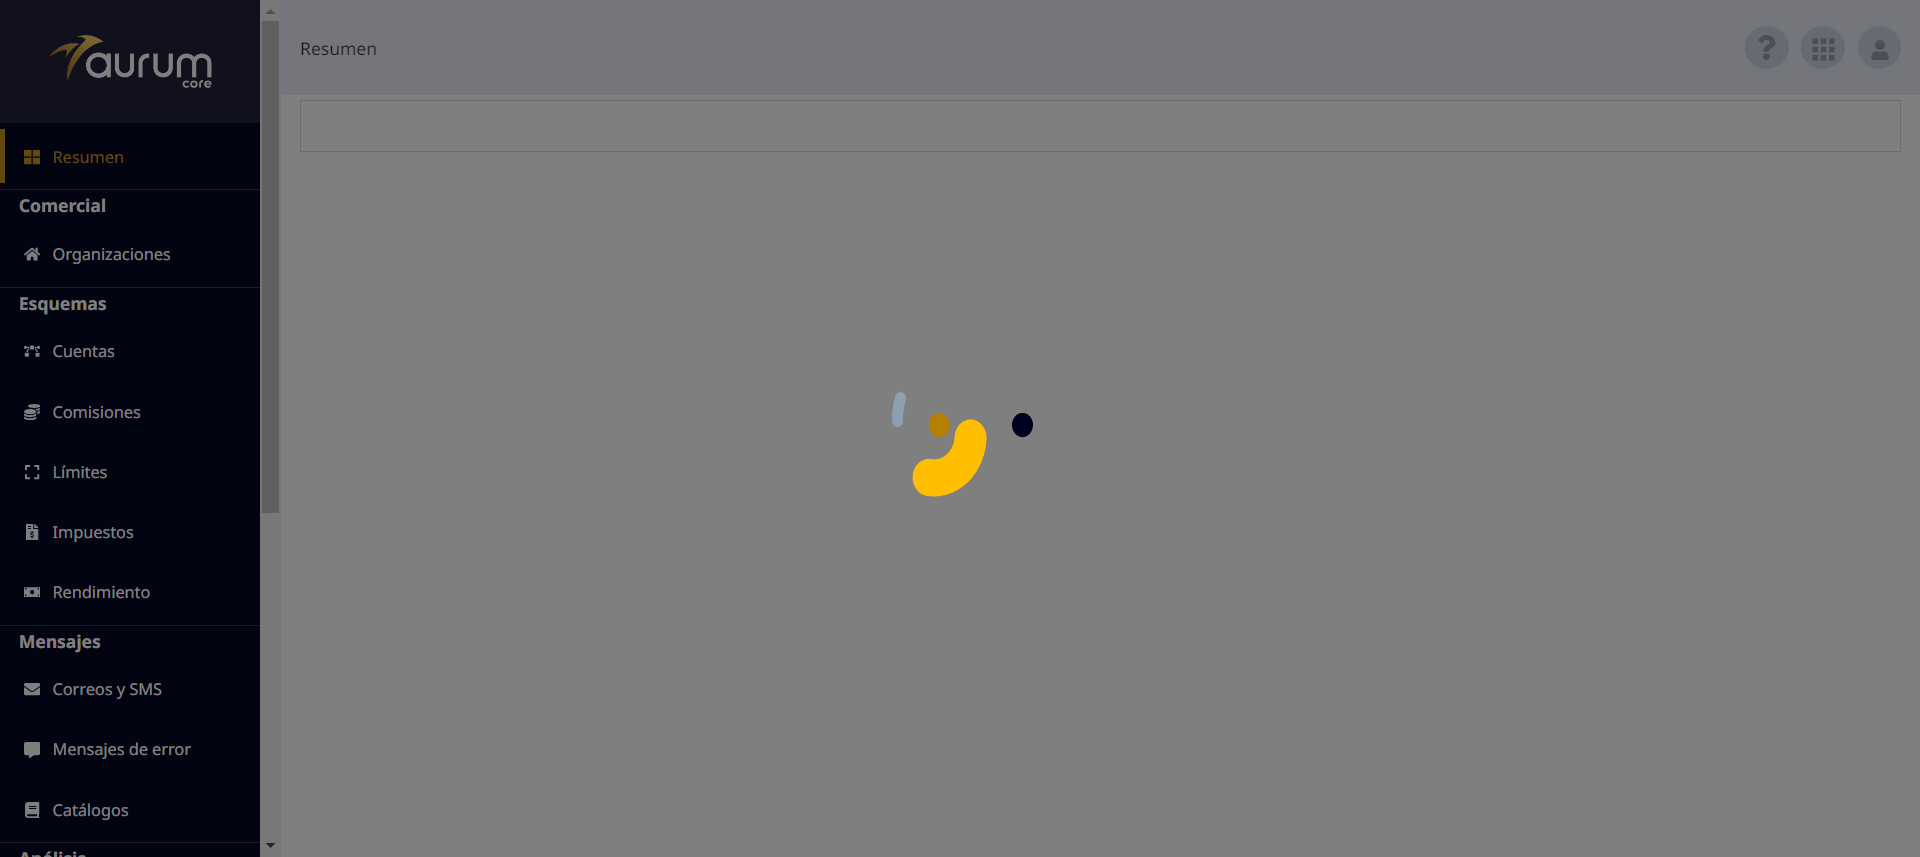 aurum
core
Resumen
Resumen
Comercial
Organizaciones
Esquemas
Cuentas
Comisiones
Límites
Impuestos
Rendimiento
Mensajes
Correos y SMS
Mensajes de error
Catálogos
Análisis